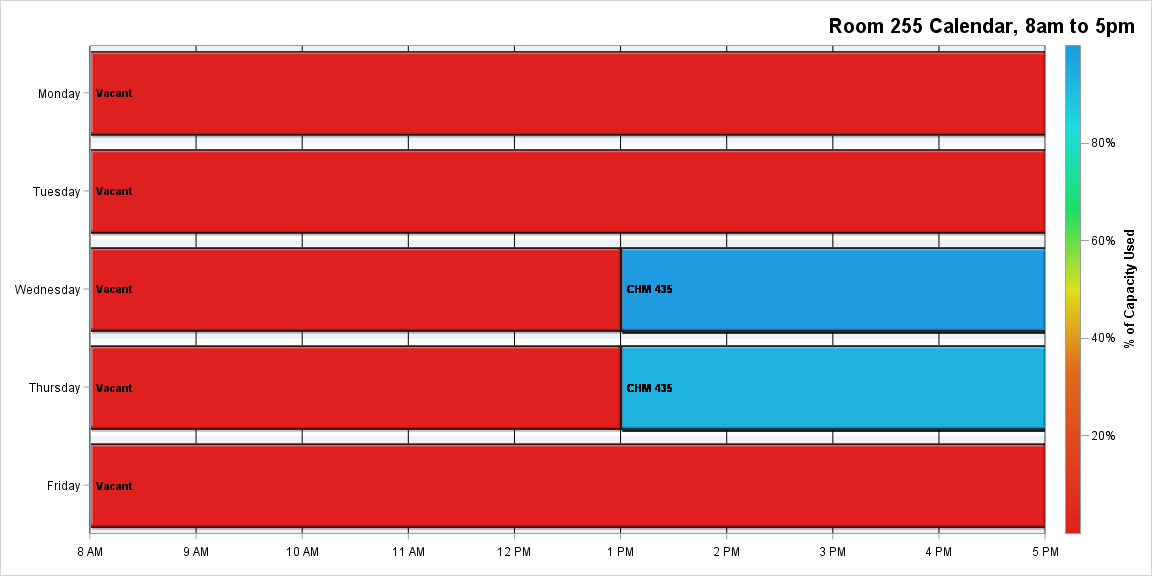 Room 255 Calendar, 8am to 5pm
Monday
Vacant
Tuesday
Vacant
Wednesday
Vacant
CHM 435
Thursday
Vacant
CHM 435
Friday
Vacant
8 AM
9 AM
10 AM
11 AM
12 PM
1 PM
2 PM
3 PM
4 PM
5 PM
80%
60%
40%
20%
% of Capacity Used